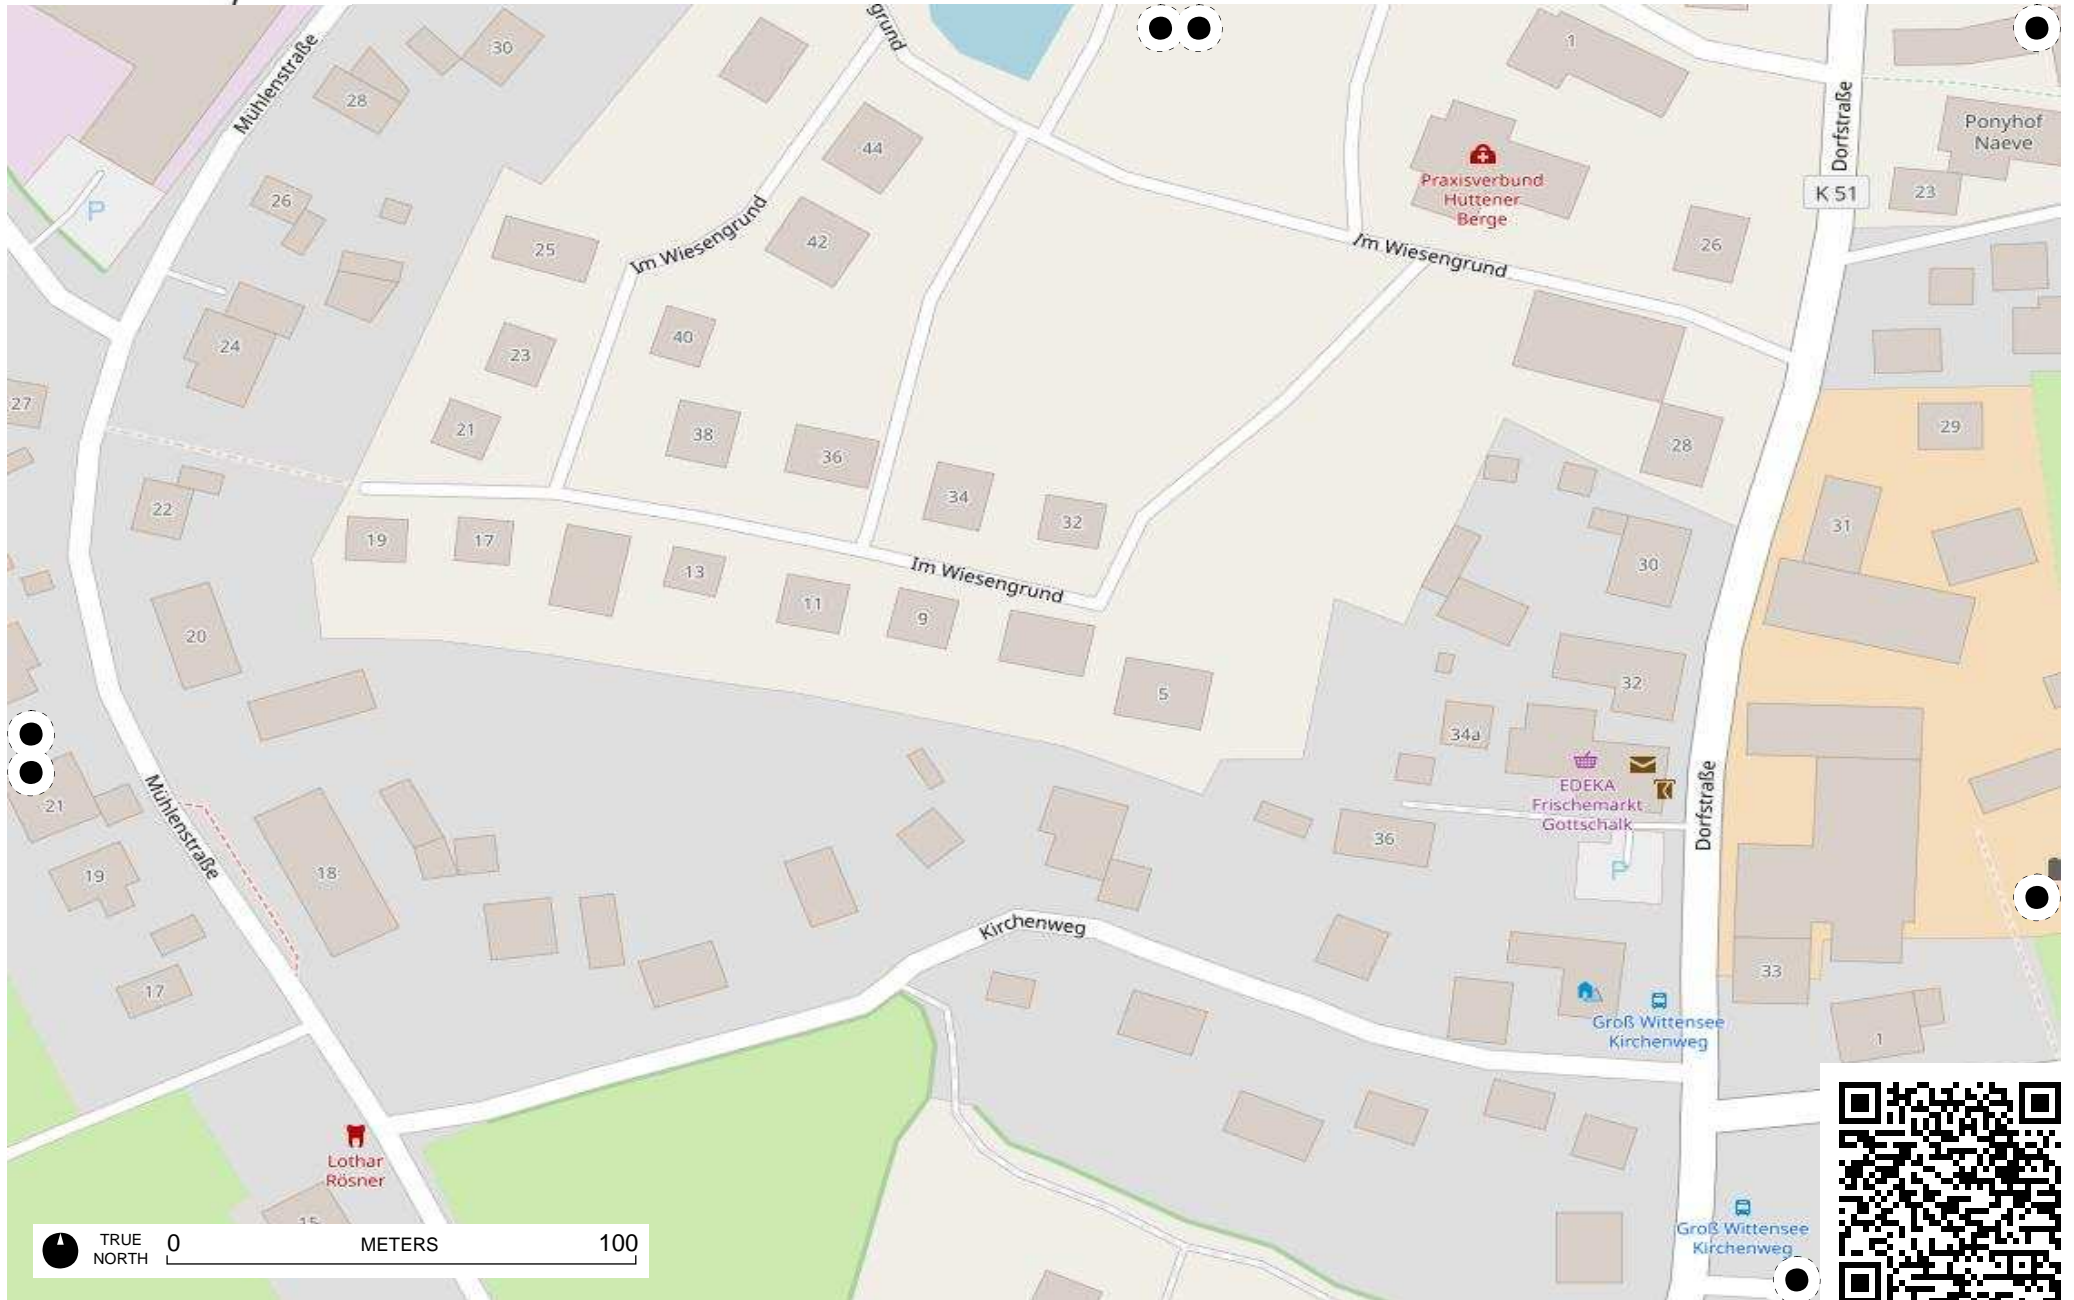 grund
Mühlenstraße
30
1
28
Dorfstraße
Ponyhof
Naeve
44
Praxisverbund
Hüttener
Berge
K 51
23
P
26
25
Im Wiesengrund
42
Im Wiesengrund
26
24
23
40
27
21
38
36
28
29
34
32
22
31
19
17
13
Im Wiesengrund
30
11
9
20
32
5
34a
EDEKA
Frischemarkt
Gottschalk
Dorfstraße
21
Mühlenstraße
36
18
19
P
Kirchenweg
17
33
Groß Wittensee
Kirchenweg
1
Lothar
Rösner
15
Groß Wittensee
Kirchenweg
TRUE
NORTH
0 METERS 100